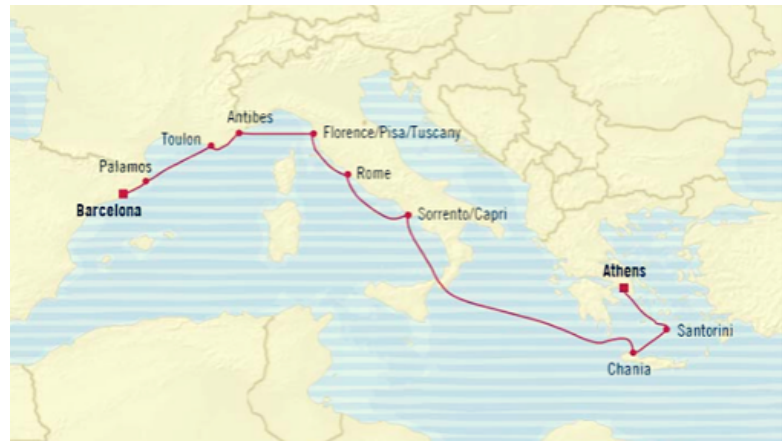 Antibes
Toulon
Florence/Pisa/Tuscany
Palamos
Rome
Barcelona
Sorrento/Capri
Athens
Santorini
Chania